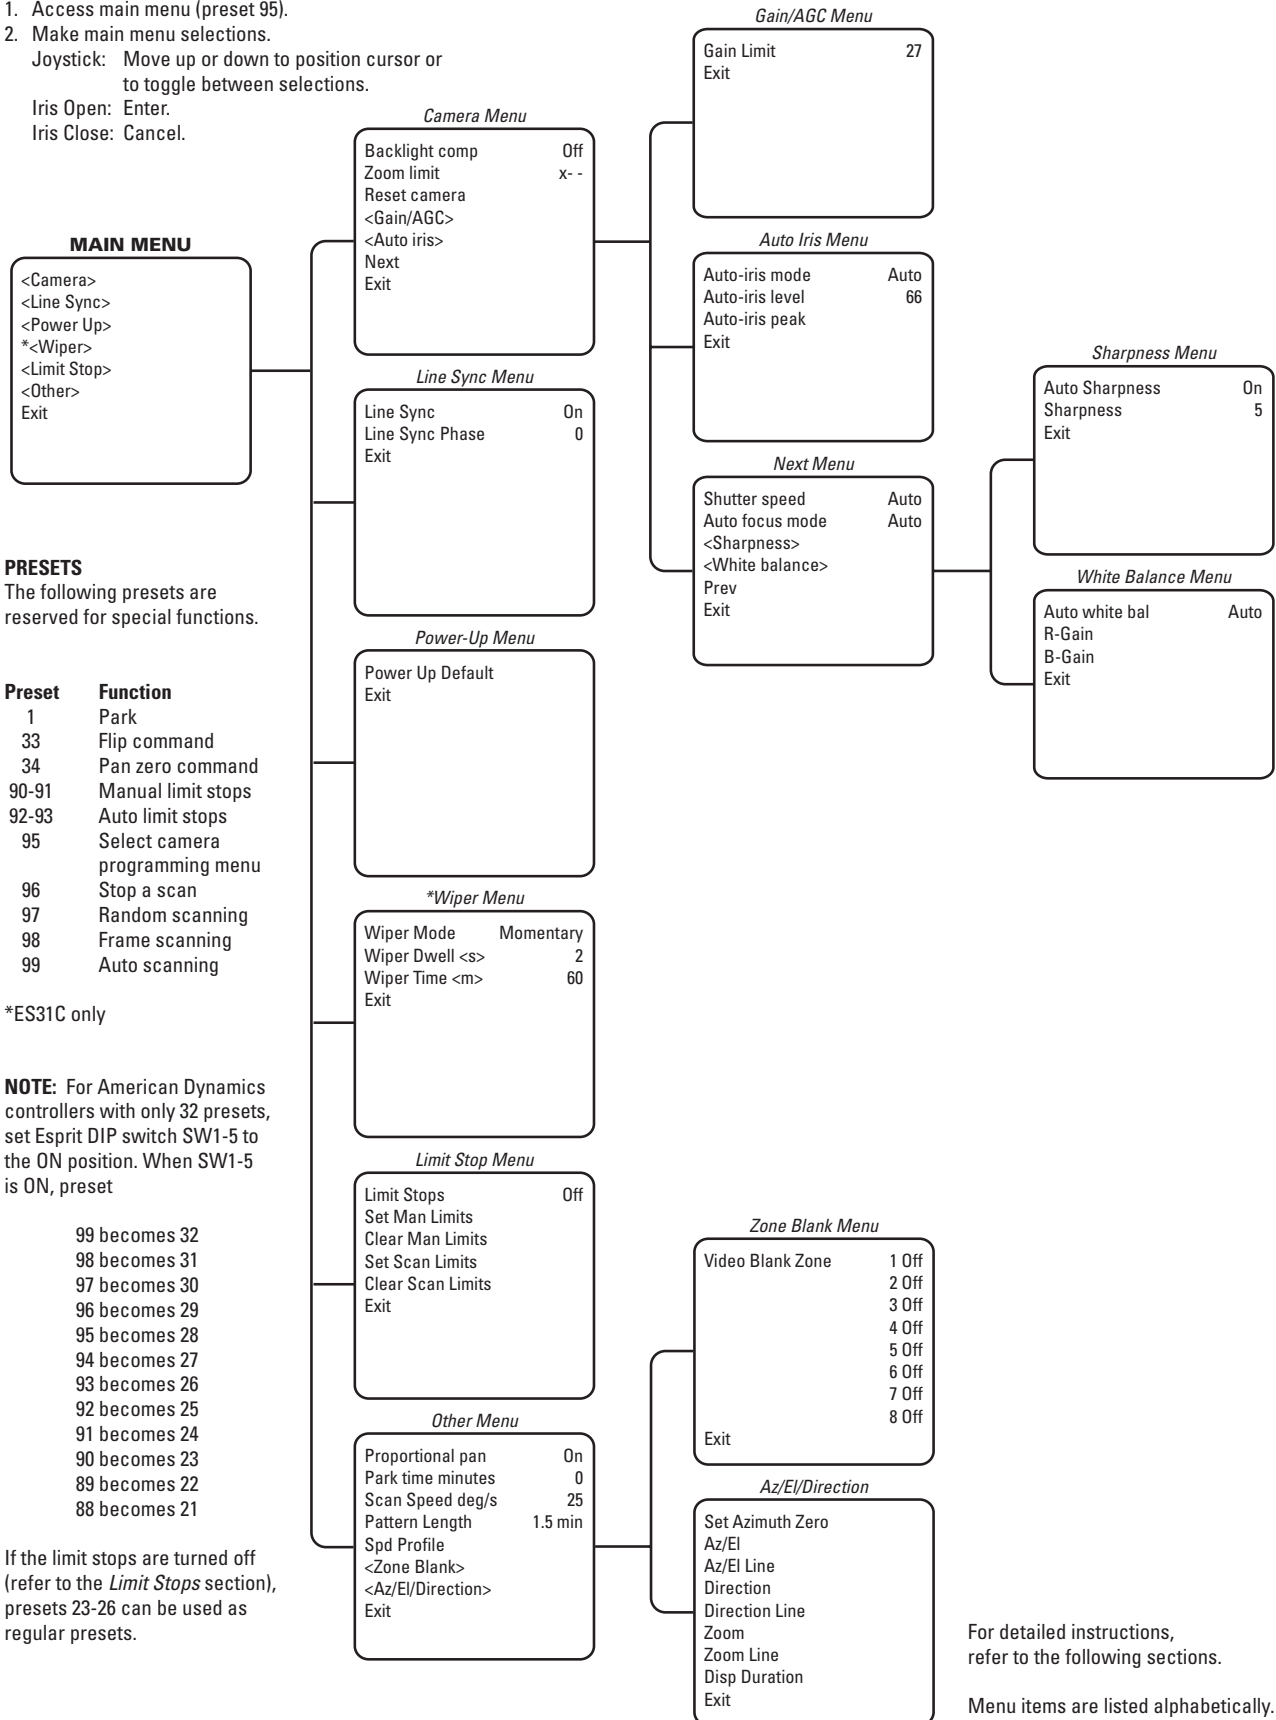 1. Access main menu (preset 95).
2. Make main menu selections.
Joystick: Move up or down to position cursor or
to toggle between selections.
Iris Open: Enter.
Iris Close: Cancel.
MAIN MENU
<Camera>
<Line Sync>
<Power Up>
*<Wiper>
<Limit Stop>
<Other>
Exit
PRESETS
The following presets are
reserved for special functions.
Preset Function
1 Park
33 Flip command
34 Pan zero command
90-91 Manual limit stops
92-93 Auto limit stops
95 Select camera
programming menu
96 Stop a scan
97 Random scanning
98 Frame scanning
99 Auto scanning
*ES31C only
NOTE: For American Dynamics
controllers with only 32 presets,
set Esprit DIP switch SW1-5 to
the ON position. When SW1-5
is ON, preset
99 becomes 32
98 becomes 31
97 becomes 30
96 becomes 29
95 becomes 28
94 becomes 27
93 becomes 26
92 becomes 25
91 becomes 24
90 becomes 23
89 becomes 22
88 becomes 21
If the limit stops are turned off
(refer to the Limit Stops section),
presets 23-26 can be used as
regular presets.
Camera Menu
Backlight comp Off
Zoom limit x- -
Reset camera
<Gain/AGC>
<Auto iris>
Next
Exit
Line Sync Menu
Line Sync On
Line Sync Phase 0
Exit
Power-Up Menu
Power Up Default
Exit
*Wiper Menu
Wiper Mode Momentary
Wiper Dwell <s> 2
Wiper Time <m> 60
Exit
Limit Stop Menu
Limit Stops Off
Set Man Limits
Clear Man Limits
Set Scan Limits
Clear Scan Limits
Exit
Other Menu
Proportional pan On
Park time minutes 0
Scan Speed deg/s 25
Pattern Length 1.5 min
Spd Profile
<Zone Blank>
<Az/El/Direction>
Exit
Gain/AGC Menu
Gain Limit 27
Exit
Auto Iris Menu
Auto-iris mode Auto
Auto-iris level 66
Auto-iris peak
Exit
Next Menu
Shutter speed Auto
Auto focus mode Auto
<Sharpness>
<White balance>
Prev
Exit
Sharpness Menu
Auto Sharpness On
Sharpness 5
Exit
White Balance Menu
Auto white bal Auto
R-Gain
B-Gain
Exit
Zone Blank Menu
Video Blank Zone 1 Off
2 Off
3 Off
4 Off
5 Off
6 Off
7 Off
8 Off
Exit
Az/El/Direction
Set Azimuth Zero
Az/El
Az/El Line
Direction
Direction Line
Zoom
Zoom Line
Disp Duration
Exit
For detailed instructions,
refer to the following sections.
Menu items are listed alphabetically.